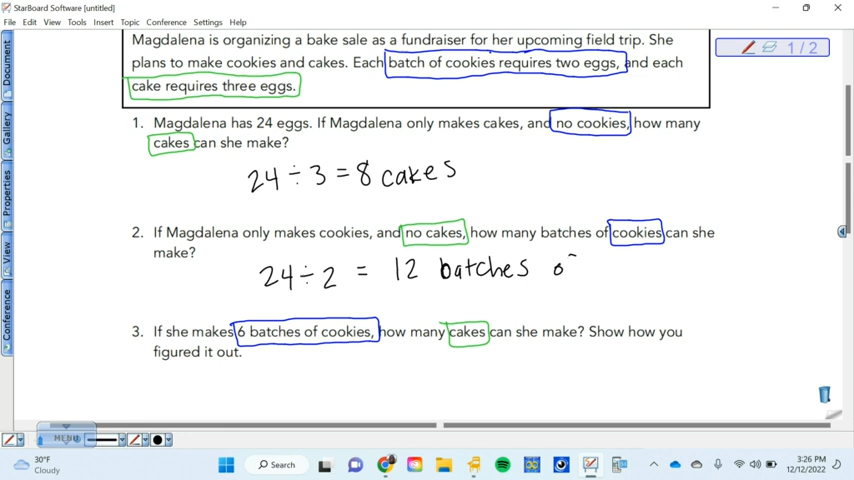 StarBoard Software [untitled]
File Edit View Tools Insert Topic Conference Settings Help
Document
Gallery
Properties
View
Conference
1 / 2
Magdalena is organizing a bake sale as a fundraiser for her upcoming field trip. She
plans to make cookies and cakes. Each batch of cookies requires two eggs, and each
cake requires three eggs.
1. Magdalena has 24 eggs. If Magdalena only makes cakes, and no cookies, how many
cakes can she make?
24 ÷ 3 = 8 cakes
2. If Magdalena only makes cookies, and no cakes, how many batches of cookies can she
make?
24 ÷ 2 = 12 batches
3. If she makes 6 batches of cookies, how many cakes can she make? Show how you
figured it out.
MENU
30°F
Cloudy
Search
3:26 PM
12/12/2022